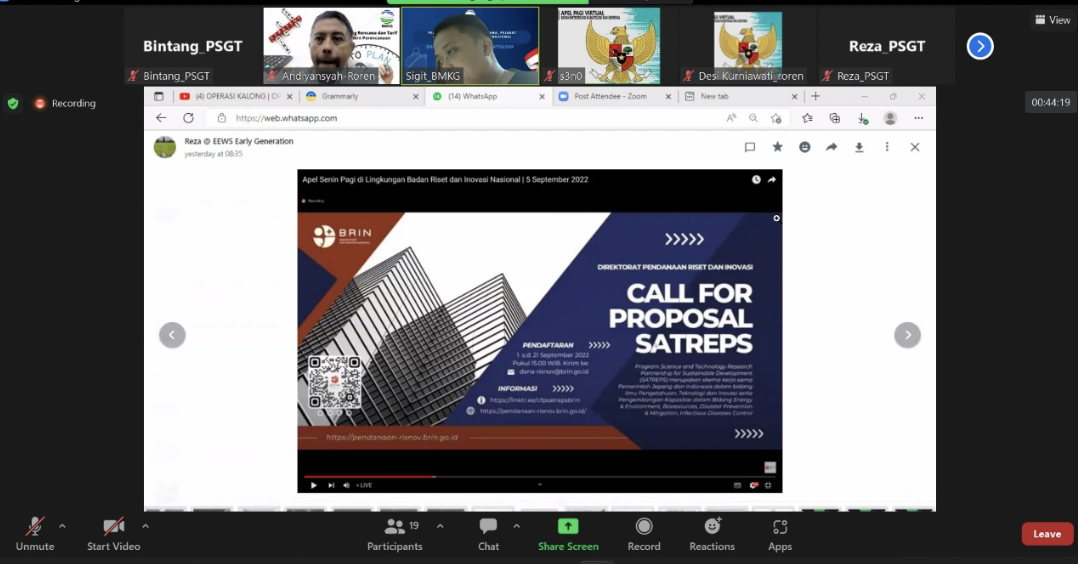 View
Bintang_PSGT
Bintang_PSGT
Andiyansyah-Roren
Sigit_BMKG
s3n0
Desi Kurniawati_roren
Reza_PSGT
Reza_PSGT
Recording
00:44:19
(4) OPERASI KALONG |
Grammarly
(14) WhatsApp
Post Attendee - Zoom
New tab
https://web.whatsapp.com
Reza @ EEWS Early Generation
yesterday at 08:35
Apel Senin Pagi di Lingkungan Badan Riset dan Inovasi Nasional | 5 September 2022
Recording
BRIN
DIREKTORAT PENDANAAN RISET DAN INOVASI
CALL FOR
PROPOSAL
SATREPS
PENDAFTARAN
1 s.d. 21 September 2022
Pukul 15.00 WIB, Kirim ke:
dana-risnov@brin.go.id
INFORMASI
https://linktr.ee/cfpsatrepsbrin
https://pendanaan-risnov.brin.go.id/
Program Science and Technology Research
Partnership for Sustainable Development
(SATREPS) merupakan skema kerja sama
Pemerintah Jepang dan Indonesia dalam bidang
Ilmu Pengetahuan, Teknologi dan Inovasi serta
Pengembangan Kapasitas dalam Bidang Energy
& Environment, Bioresources, Disaster Prevention
& Mitigation, Infectious Diseases Control
https://pendanaan-risnov.brin.go.id
LIVE
Unmute
Start Video
19
Participants
Chat
Share Screen
Record
Reactions
Apps
Leave